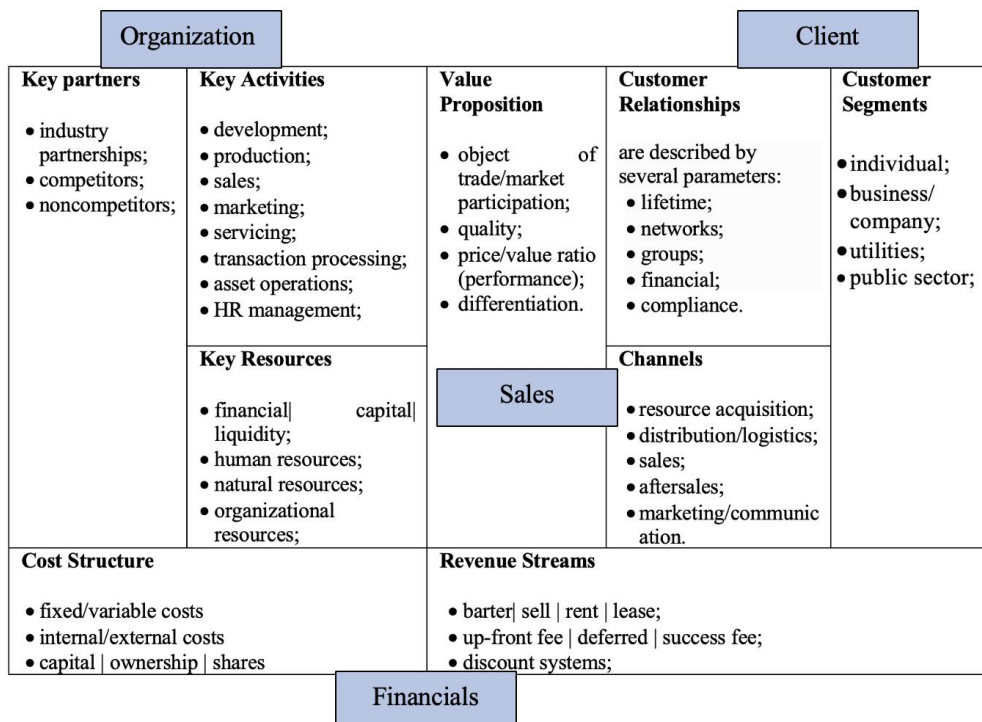 Organization
Client
Key partners
• industry
partnerships;
• competitors;
• noncompetitors;
Key Activities
• development;
• production;
• sales;
• marketing;
• servicing;
• transaction processing;
• asset operations;
• HR management;
Key Resources
• financial| capital|
liquidity;
• human resources;
• natural resources;
• organizational
resources;
Value
Proposition
• object of
trade/market
participation;
• quality;
• price/value ratio
(performance);
• differentiation.
Sales
Customer
Relationships
are described by
several parameters:
• lifetime;
• networks;
• groups;
• financial;
• compliance.
Channels
• resource acquisition;
• distribution/logistics;
• sales;
• aftersales;
• marketing/communic
ation.
Customer
Segments
• individual;
• business/
company;
• utilities;
• public sector;
Cost Structure
• fixed/variable costs
• internal/external costs
• capital | ownership | shares
Revenue Streams
• barter| sell | rent | lease;
• up-front fee | deferred | success fee;
• discount systems;
Financials